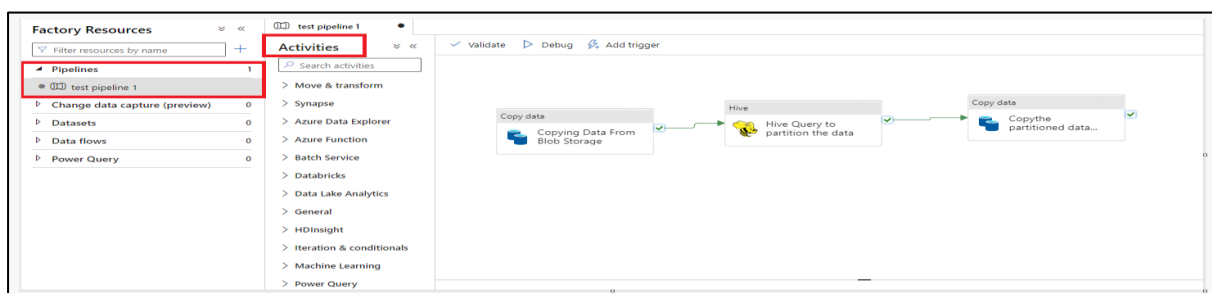 Factory Resources
Filter resources by name
Pipelines 1
test pipeline 1
Change data capture (preview) 0
Datasets 0
Data flows 0
Power Query 0
test pipeline 1
Activities
Search activities
Move & transform
Synapse
Azure Data Explorer
Azure Function
Batch Service
Databricks
Data Lake Analytics
General
HDInsight
Iteration & conditionals
Machine Learning
Power Query
Validate Debug Add trigger
Copy data
Copying Data From
Blob Storage
Hive
Hive Query to
partition the data
Copy data
Copythe
partitioned data...